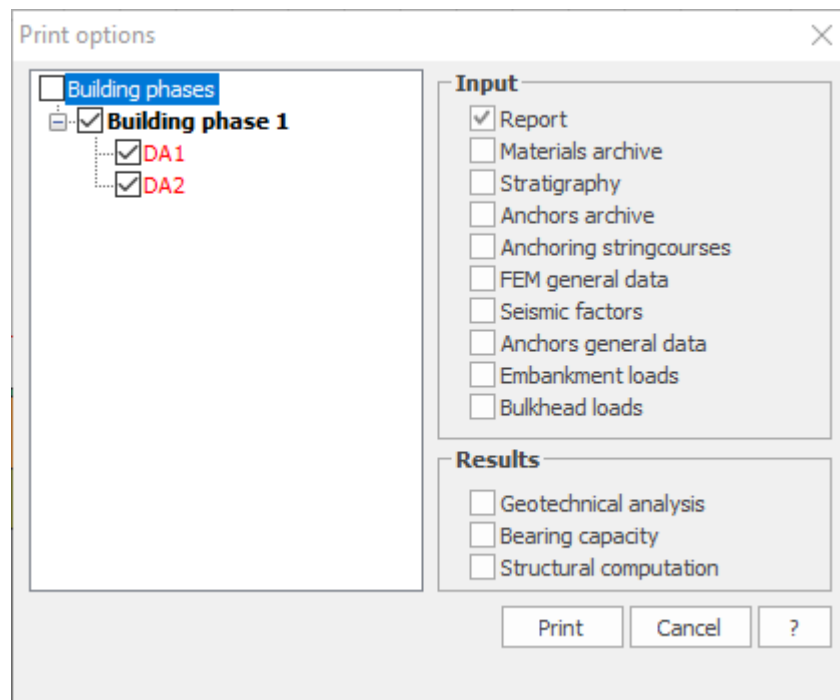 Print options
Building phases
Building phase 1
DA1
DA2
Input
Report
Materials archive
Stratigraphy
Anchors archive
Anchoring stringcourses
FEM general data
Seismic factors
Anchors general data
Embankment loads
Bulkhead loads
Results
Geotechnical analysis
Bearing capacity
Structural computation
Print
Cancel
?